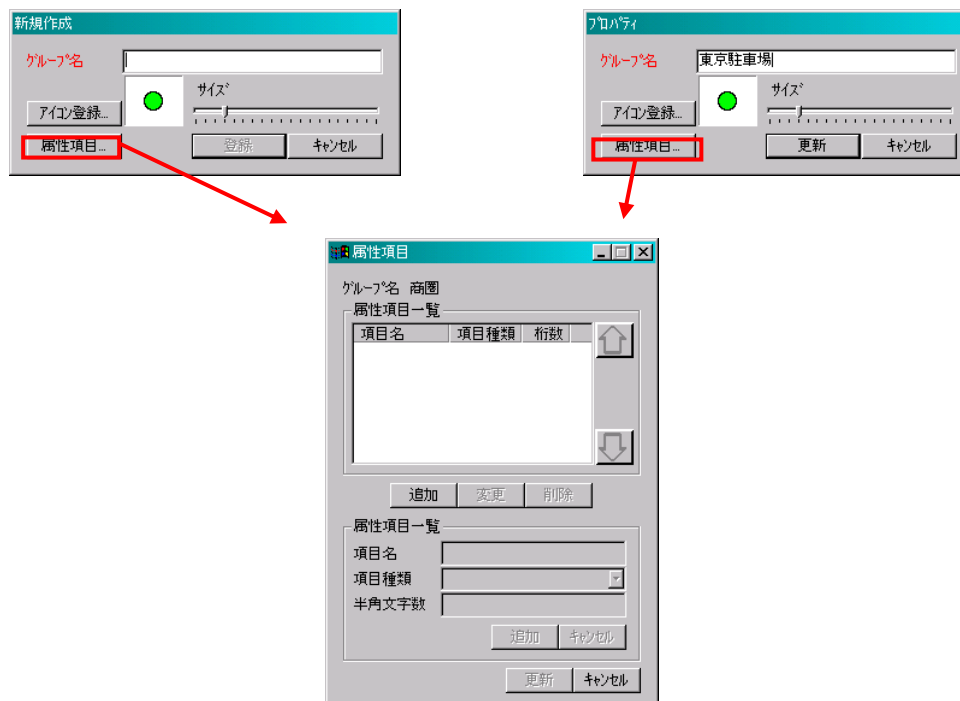 新規作成
ｸﾞﾙｰﾌﾟ名
ｻｲｽﾞ
ｱｲｺﾝ登録...
属性項目...
登録
ｷｬﾝｾﾙ
ﾌﾟﾛﾊﾟﾃｨ
ｸﾞﾙｰﾌﾟ名 東京駐車場
ｻｲｽﾞ
ｱｲｺﾝ登録...
属性項目...
更新
ｷｬﾝｾﾙ
属性項目
ｸﾞﾙｰﾌﾟ名 商圏
属性項目一覧
項目名 項目種類 桁数
追加 変更 削除
属性項目一覧
項目名
項目種類
半角文字数
追加 ｷｬﾝｾﾙ
更新 ｷｬﾝｾﾙ